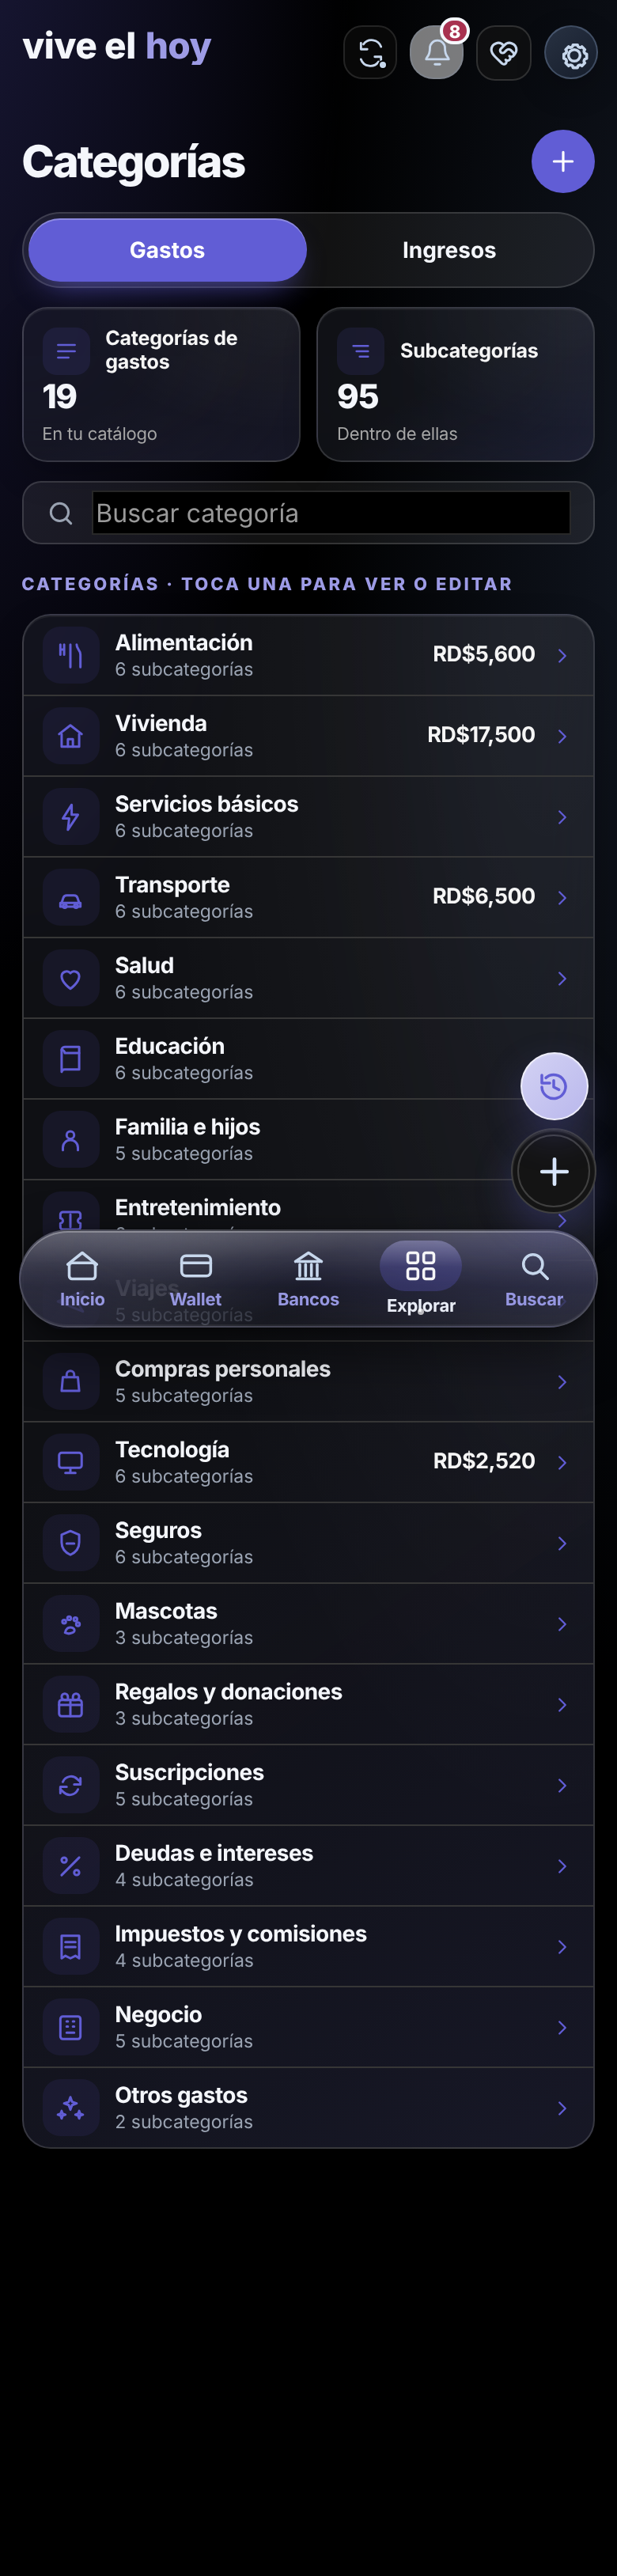 vive el hoy
8
Categorías
Gastos
Ingresos
Categorías de
gastos
19
En tu catálogo
Subcategorías
95
Dentro de ellas
Buscar categoría
CATEGORÍAS · TOCA UNA PARA VER O EDITAR
Alimentación
6 subcategorías
RD$5,600
Vivienda
6 subcategorías
RD$17,500
Servicios básicos
6 subcategorías
Transporte
6 subcategorías
RD$6,500
Salud
6 subcategorías
Educación
6 subcategorías
Familia e hijos
5 subcategorías
Entretenimiento
Viajes
5 subcategorías
Inicio
Wallet
Bancos
Explorar
Buscar
Compras personales
5 subcategorías
Tecnología
6 subcategorías
RD$2,520
Seguros
6 subcategorías
Mascotas
3 subcategorías
Regalos y donaciones
3 subcategorías
Suscripciones
5 subcategorías
Deudas e intereses
4 subcategorías
Impuestos y comisiones
4 subcategorías
Negocio
5 subcategorías
Otros gastos
2 subcategorías